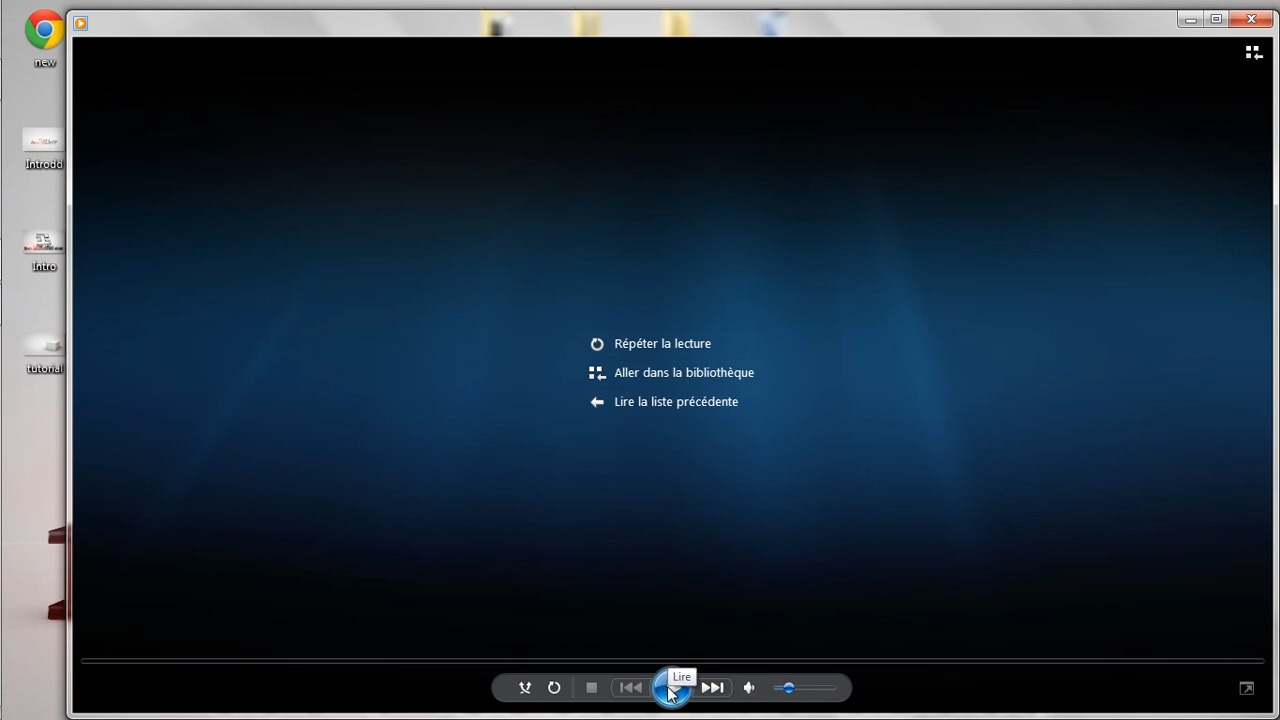 new
Introdd
Intro
tutorial
Répéter la lecture
Aller dans la bibliothèque
Lire la liste précédente
Lire